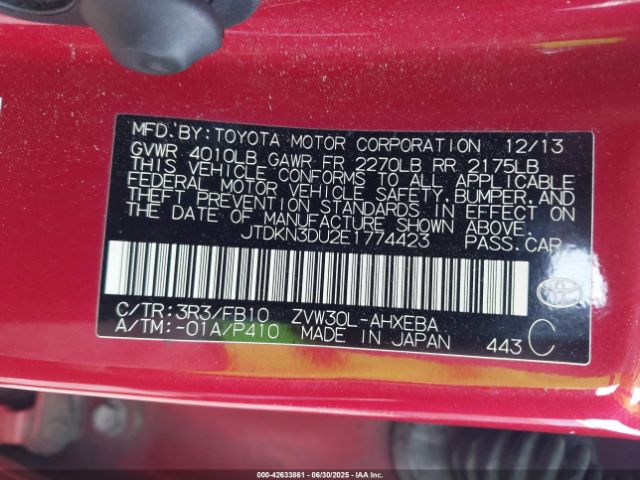 MFD. BY: TOYOTA MOTOR CORPORATION 12/13
GVWR 4010LB GAWR FR 2270LB RR 2175LB
THIS VEHICLE CONFORMS TO ALL APPLICABLE
FEDERAL MOTOR VEHICLE SAFETY, BUMPER, AND
THEFT PREVENTION STANDARDS IN EFFECT ON
THE DATE OF MANUFACTURE SHOWN ABOVE.
JTDKN3DU2E1774423 PASS. CAR
C/TR: 3R3/FB10 ZVW30L-AHXEBA
A/TM: -01A/P410 MADE IN JAPAN 443 C
000-42633861 - 06/30/2025 - IAAI.COM